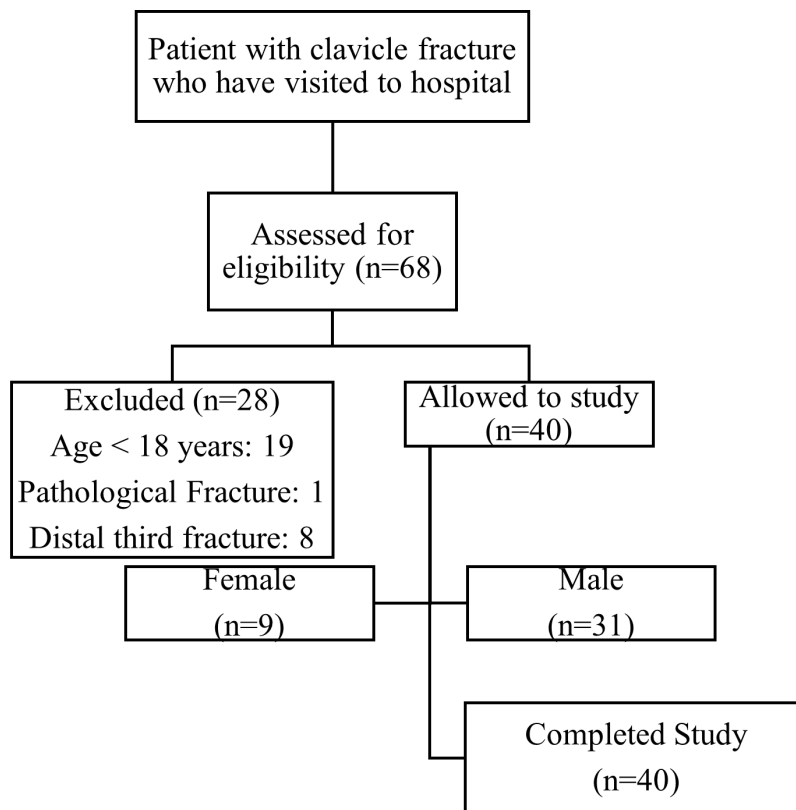 Patient with clavicle fracture
who have visited to hospital
Assessed for
eligibility (n=68)
Excluded (n=28)
Age < 18 years: 19
Pathological Fracture: 1
Distal third fracture: 8
Allowed to study
(n=40)
Female
(n=9)
Male
(n=31)
Completed Study
(n=40)